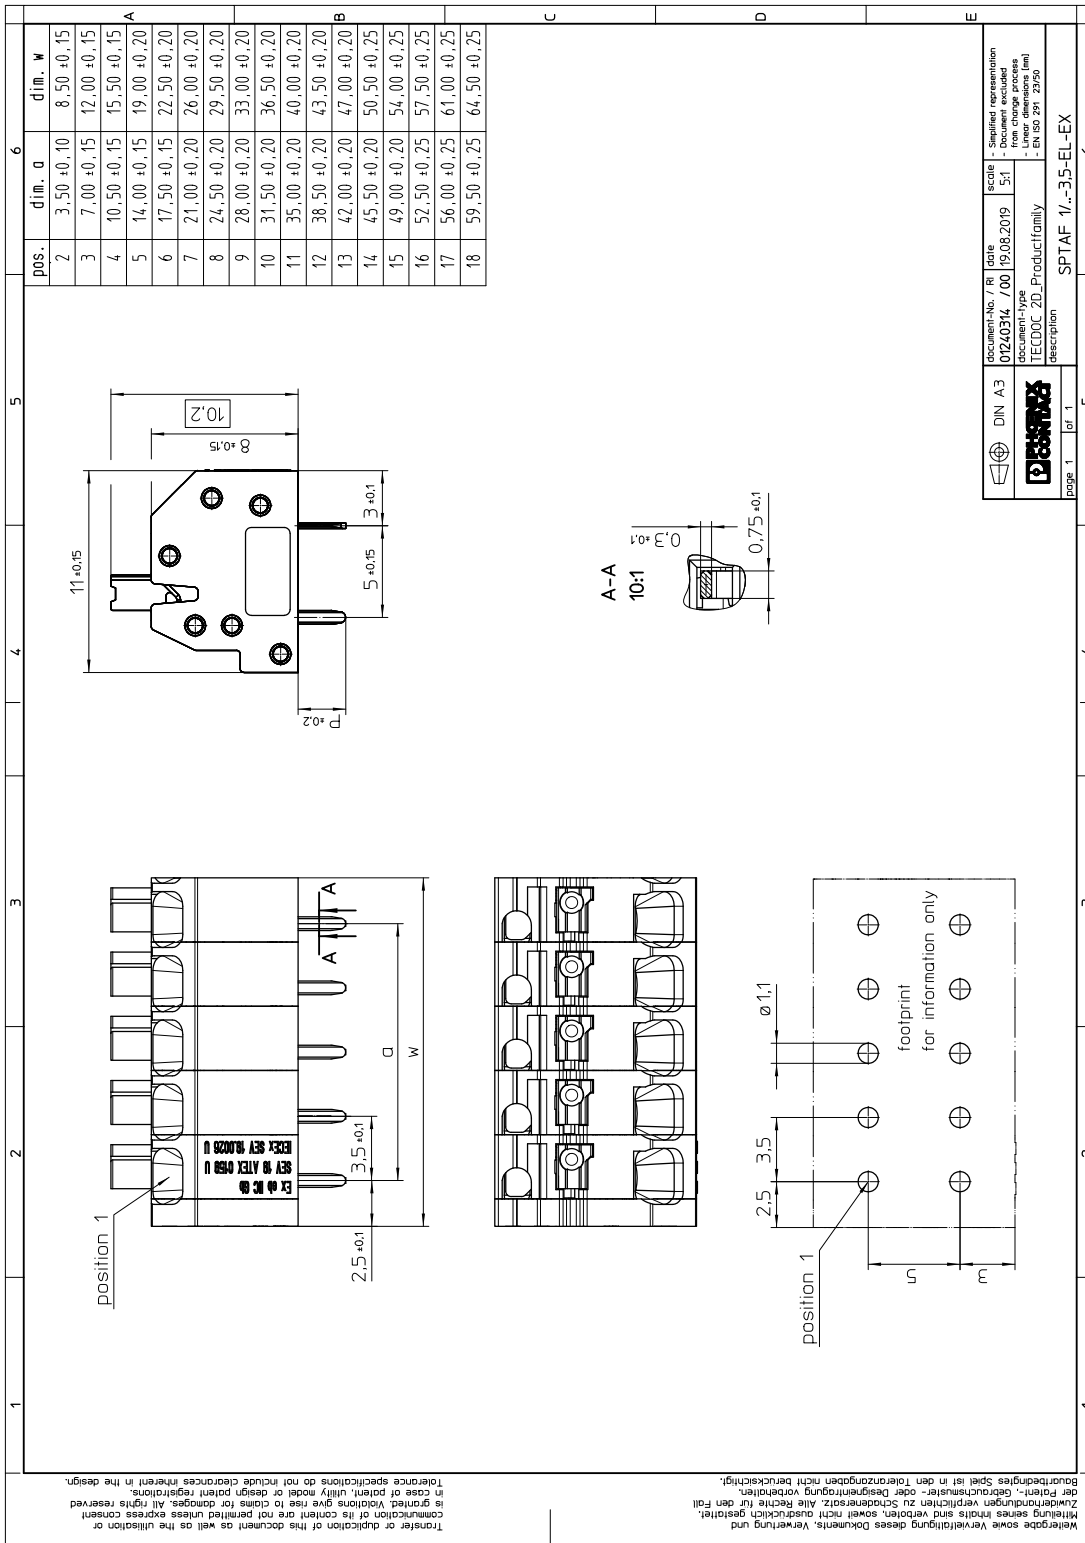 pos. dim. a dim. w
2 3,50 ±0,10 8,50 ±0,15
3 7,00 ±0,15 12,00 ±0,15
4 10,50 ±0,15 15,50 ±0,15
5 14,00 ±0,15 19,00 ±0,20
6 17,50 ±0,15 22,50 ±0,20
7 21,00 ±0,20 26,00 ±0,20
8 24,50 ±0,20 29,50 ±0,20
9 28,00 ±0,20 33,00 ±0,20
10 31,50 ±0,20 36,50 ±0,20
11 35,00 ±0,20 40,00 ±0,20
12 38,50 ±0,20 43,50 ±0,20
13 42,00 ±0,20 47,00 ±0,20
14 45,50 ±0,20 50,50 ±0,25
15 49,00 ±0,20 54,00 ±0,25
16 52,50 ±0,25 57,50 ±0,25
17 56,00 ±0,25 61,00 ±0,25
18 59,50 ±0,25 64,50 ±0,25
1 2 3 4 5 6
A
B
C
D
E
position 1
Ex eb IIC Gb
SEV 18 ATEX 0158 U
IECEx SEV 18.0026 U
A
A
2,5 ±0,1
3,5 ±0,1
a
w
11 ±0,15
10,2
8 ±0,15
P ±0,2
5 ±0,15
3 ±0,1
A-A
10:1
0,3 ±0,1
0,75 ±0,1
position 1
2,5
3,5
ø1,1
5
3
footprint
for information only
DIN A3
PHOENIX
CONTACT
page 1 of 1
document-No. / RI
01240314 / 00
date
19.08.2019
scale
5:1
- Simplified representation
- Document excluded
from change process
- Linear dimensions [mm]
- EN ISO 291 23/50
document-type
TECDOC 2D_Productfamily
description
SPTAF 1/..-3,5-EL-EX
Transfer or duplication of this document as well as the utilisation or
communication of its content are not permitted unless express consent
is granted. Violations give rise to claims for damages. All rights reserved
in case of patent, utility model or design patent registrations.
Tolerance specifications do not include clearances inherent in the design.
Weitergabe sowie Vervielfältigung dieses Dokuments, Verwertung und
Mitteilung seines Inhalts sind verboten, soweit nicht ausdrücklich gestattet.
Zuwiderhandlungen verpflichten zu Schadenersatz. Alle Rechte für den Fall
der Patent-, Gebrauchsmuster- oder Designeintragung vorbehalten.
Bauartbedingtes Spiel ist in den Toleranzangaben nicht berücksichtigt.
1 2 3 4 5 6